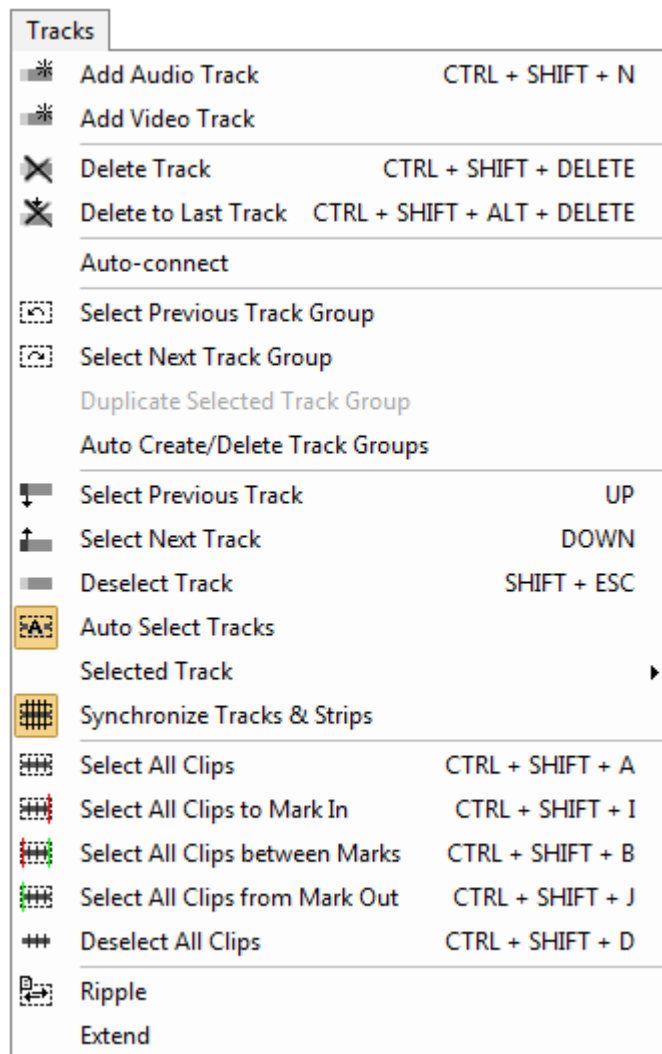 Tracks
Add Audio Track CTRL + SHIFT + N
Add Video Track
Delete Track CTRL + SHIFT + DELETE
Delete to Last Track CTRL + SHIFT + ALT + DELETE
Auto-connect
Select Previous Track Group
Select Next Track Group
Duplicate Selected Track Group
Auto Create/Delete Track Groups
Select Previous Track UP
Select Next Track DOWN
Deselect Track SHIFT + ESC
Auto Select Tracks
Selected Track
Synchronize Tracks & Strips
Select All Clips CTRL + SHIFT + A
Select All Clips to Mark In CTRL + SHIFT + I
Select All Clips between Marks CTRL + SHIFT + B
Select All Clips from Mark Out CTRL + SHIFT + J
Deselect All Clips CTRL + SHIFT + D
Ripple
Extend